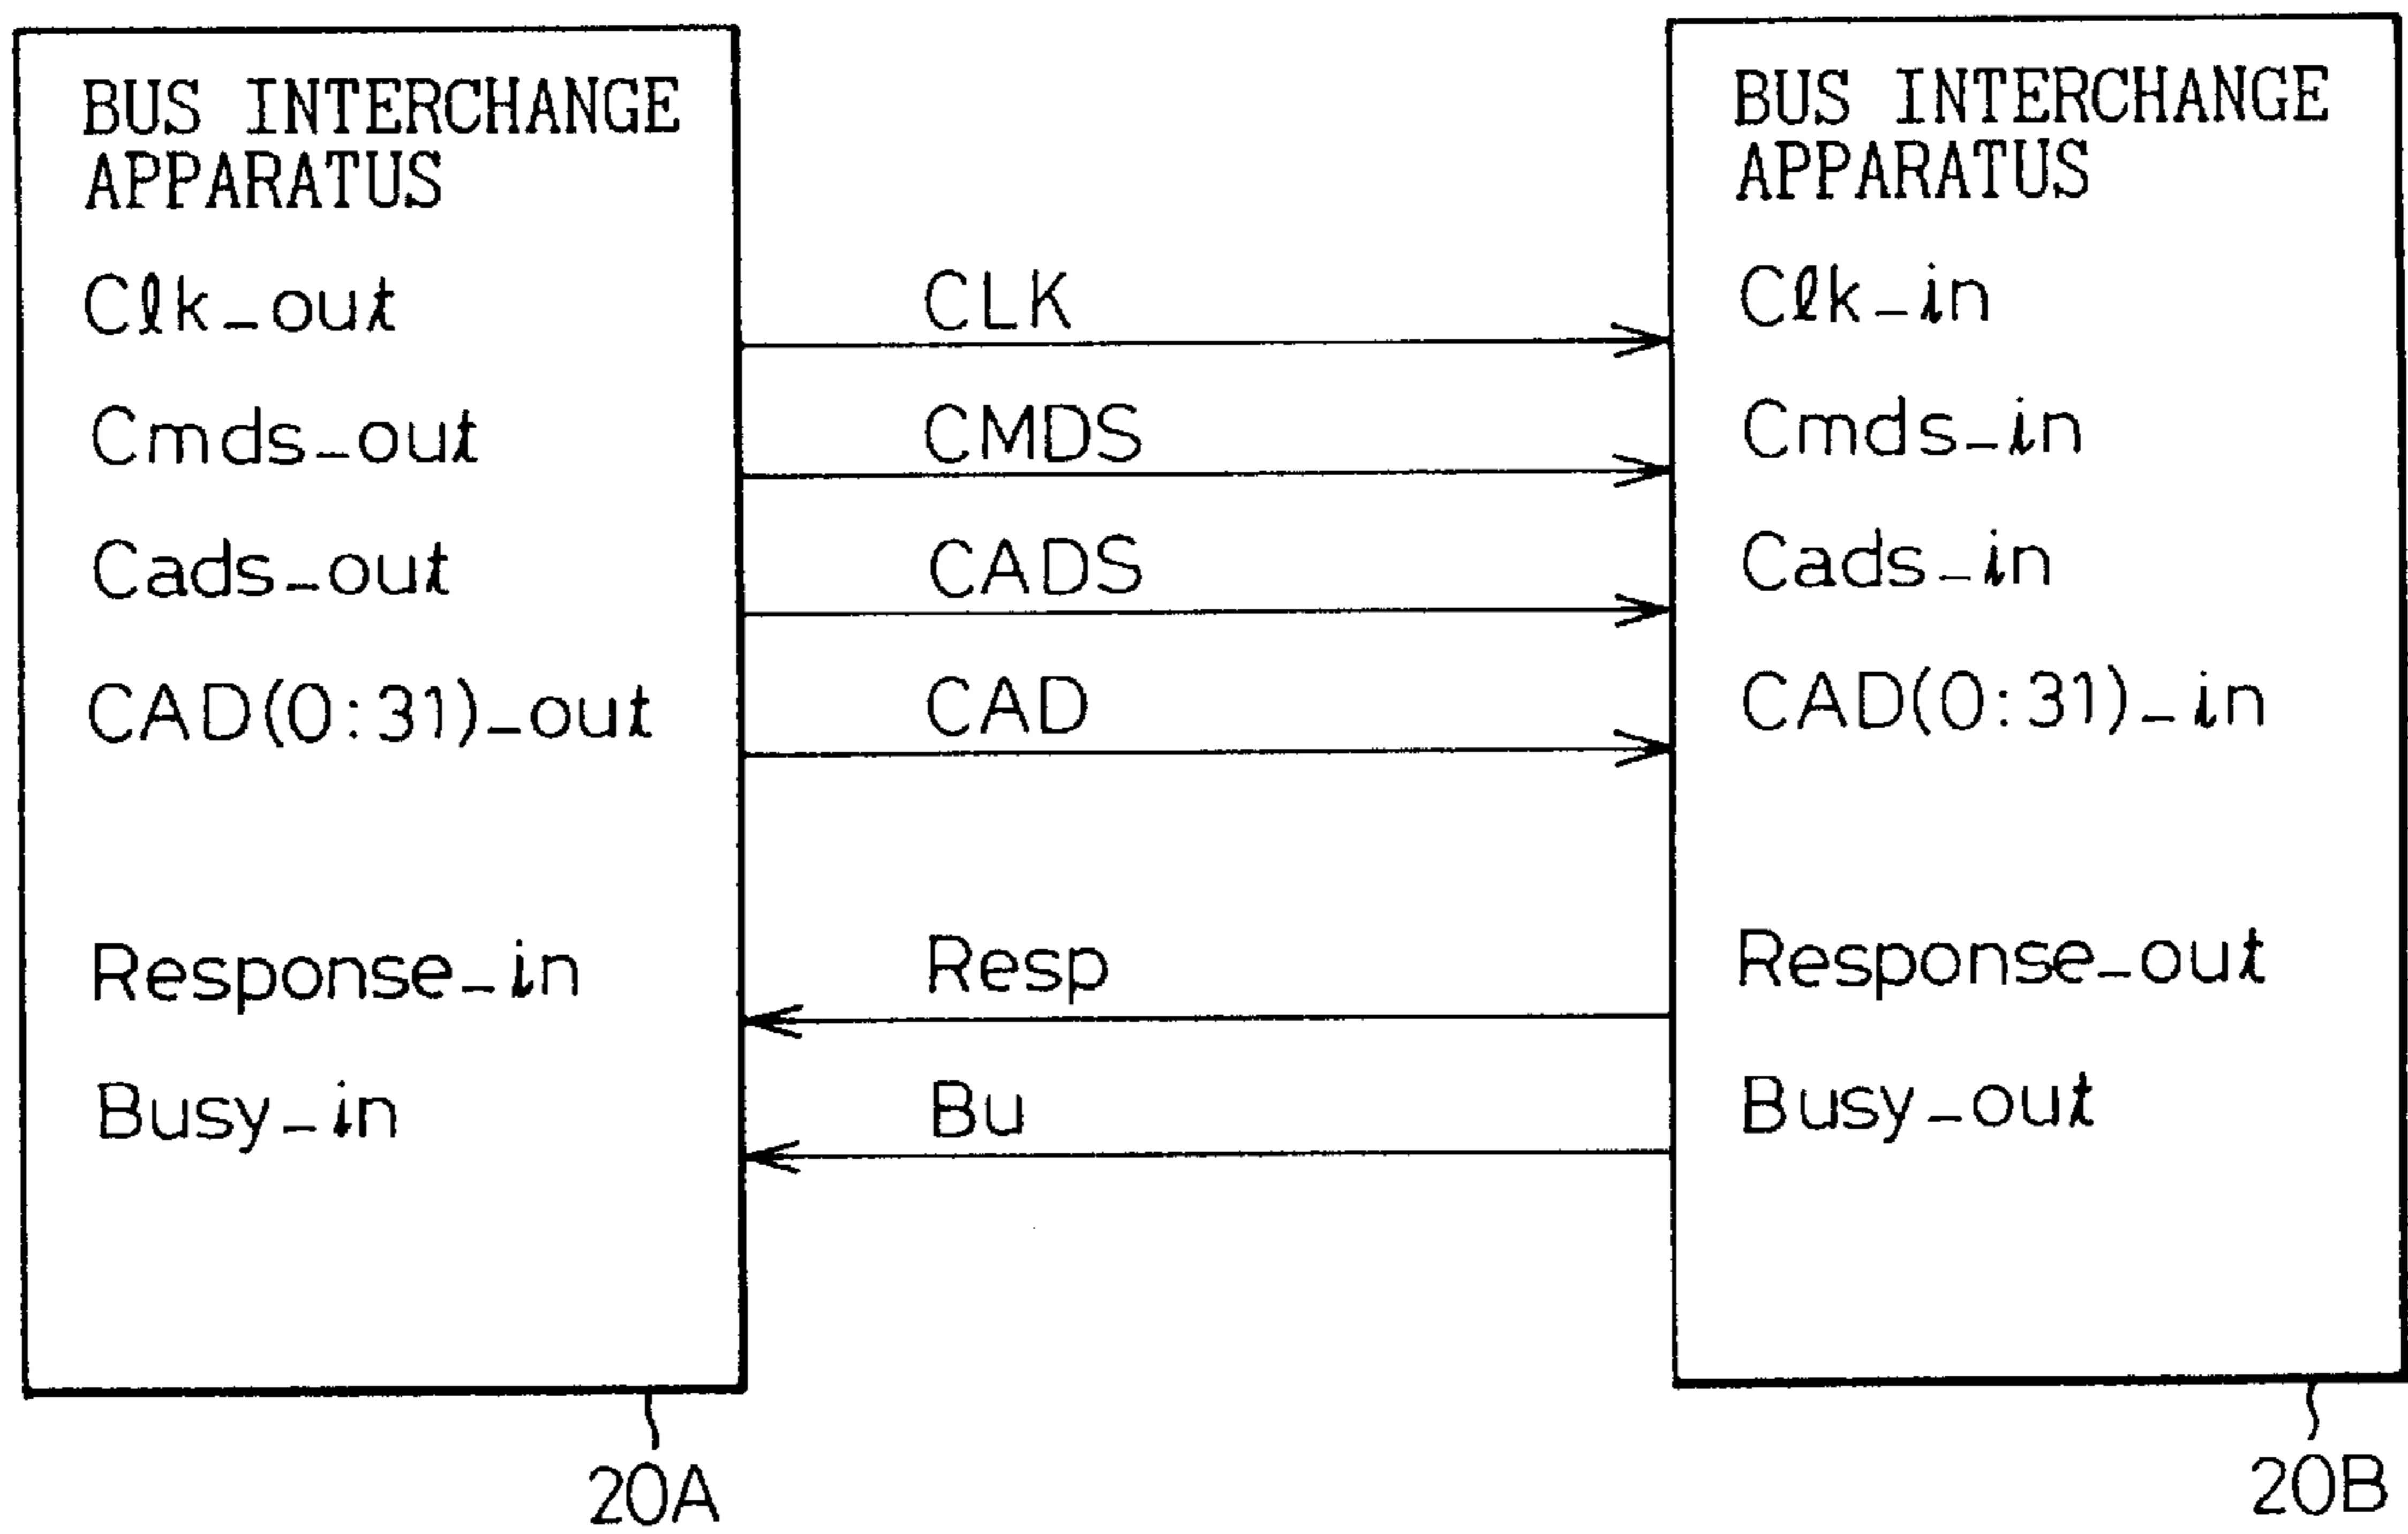 BUS INTERCHANGE
APPARATUS
Clk_out
Cmds_out
Cads_out
CAD(0:31)_out
Response_in
Busy_in
CLK
CMDS
CADS
CAD
Resp
Bu
BUS INTERCHANGE
APPARATUS
Clk_in
Cmds_in
Cads_in
CAD(0:31)_in
Response_out
Busy_out
20A
20B